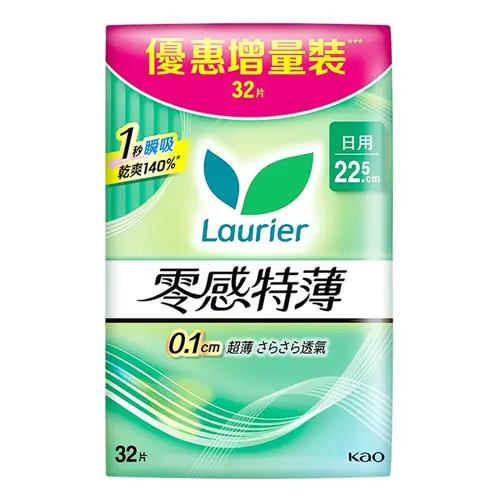 優惠增量裝***
32片
1秒瞬吸
乾爽140%*
日用
22.5cm
Laurier
零感特薄
0.1cm 超薄 さらさら透氣
32片
Kao